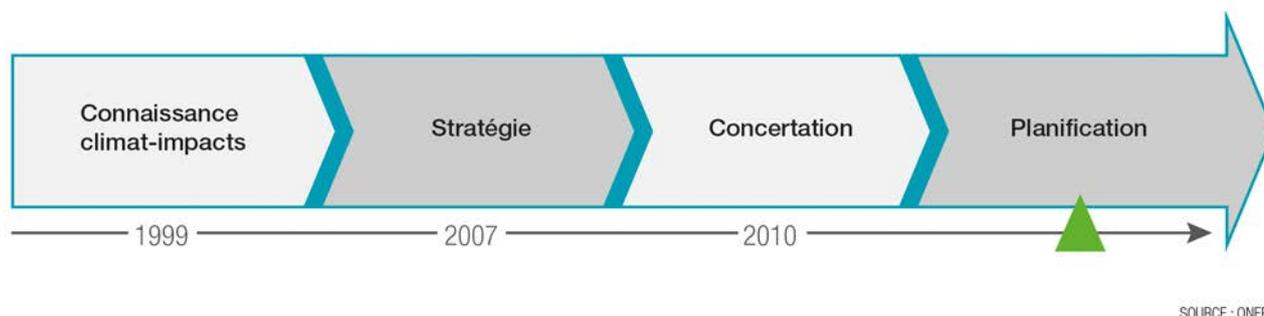 Connaissance
climat-impacts
Stratégie
Concertation
Planification
1999
2007
2010
SOURCE :